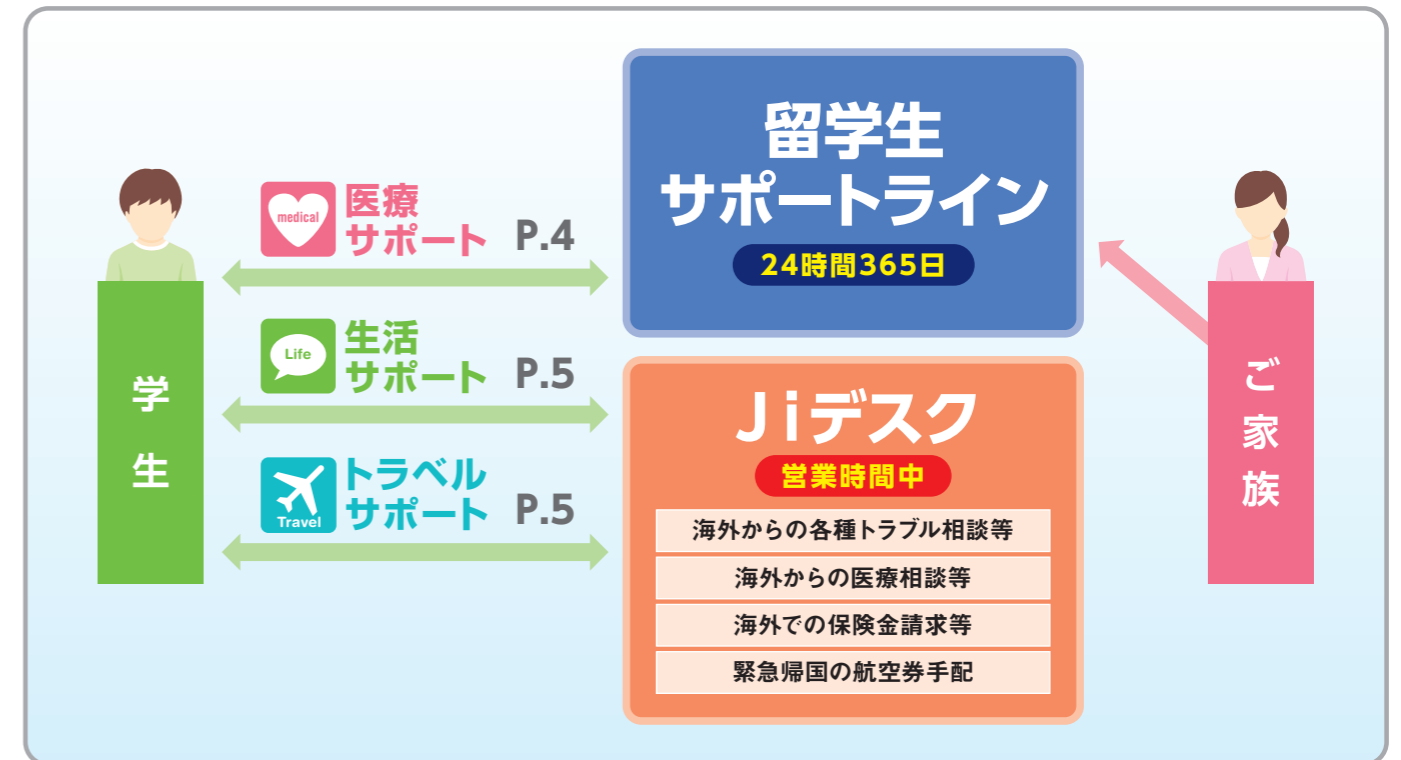 留学生
サポートライン
24時間365日
medical
医療
サポート P.4
Life
生活
サポート P.5
Travel
トラベル
サポート P.5
学生
ご家族
Jiデスク
営業時間中
海外からの各種トラブル相談等
海外からの医療相談等
海外での保険金請求等
緊急帰国の航空券手配